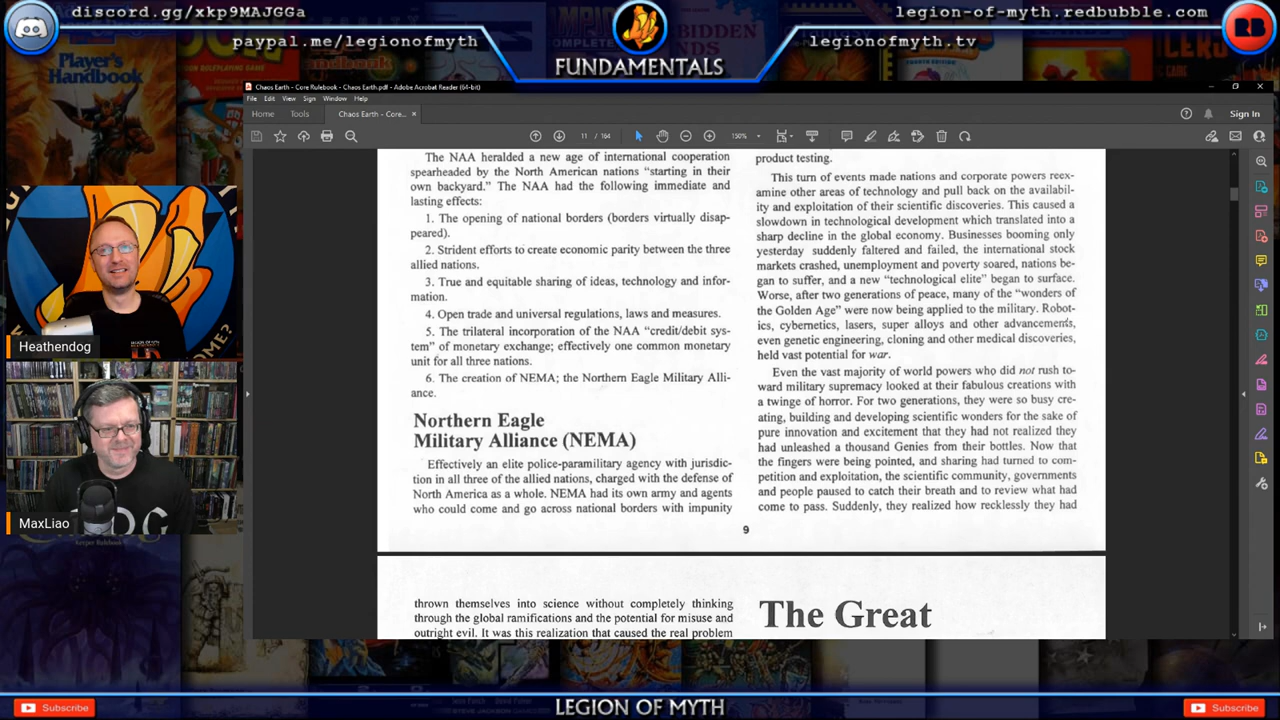 discord.gg/xkp9MAJGGa
legion-of-myth.redbubble.com
paypal.me/legionofmyth
legionofmyth.tv
FUNDAMENTALS
Player's
Handbook
RB
Chaos Earth - Core Rulebook - Chaos Earth.pdf - Adobe Acrobat Reader (64-bit)
File Edit View Sign Window Help
Home Tools Chaos Earth - Core... ×
Sign In
11 / 164
150%
The NAA heralded a new age of international cooperation
spearheaded by the North American nations “starting in their
own backyard.” The NAA had the following immediate and
lasting effects:
1. The opening of national borders (borders virtually disap-
peared).
2. Strident efforts to create economic parity between the three
allied nations.
3. True and equitable sharing of ideas, technology and infor-
mation.
4. Open trade and universal regulations, laws and measures.
5. The trilateral incorporation of the NAA “credit/debit sys-
tem” of monetary exchange; effectively one common monetary
unit for all three nations.
6. The creation of NEMA; the Northern Eagle Military Alli-
ance.
Northern Eagle
Military Alliance (NEMA)
Effectively an elite police-paramilitary agency with jurisdic-
tion in all three of the allied nations, charged with the defense of
North America as a whole. NEMA had its own army and agents
who could come and go across national borders with impunity
product testing.
This turn of events made nations and corporate powers reex-
amine other areas of technology and pull back on the availabil-
ity and exploitation of their scientific discoveries. This caused a
slowdown in technological development which translated into a
sharp decline in the global economy. Businesses booming only
yesterday suddenly faltered and failed, the international stock
markets crashed, unemployment and poverty soared, nations be-
gan to suffer, and a new “technological elite” began to surface.
Worse, after two generations of peace, many of the “wonders of
the Golden Age” were now being applied to the military. Robot-
ics, cybernetics, lasers, super alloys and other advancements,
even genetic engineering, cloning and other medical discoveries,
held vast potential for war.
Even the vast majority of world powers who did not rush to-
ward military supremacy looked at their fabulous creations with
a twinge of horror. For two generations, they were so busy cre-
ating, building and developing scientific wonders for the sake of
pure innovation and excitement that they had not realized they
had unleashed a thousand Genies from their bottles. Now that
the fingers were being pointed, and sharing had turned to com-
petition and exploitation, the scientific community, governments
and people paused to catch their breath and to review what had
come to pass. Suddenly, they realized how recklessly they had
9
thrown themselves into science without completely thinking
through the global ramifications and the potential for misuse and
outright evil. It was this realization that caused the real problem
The Great
Heathendog
MaxLiao
Subscribe
LEGION OF MYTH
Subscribe